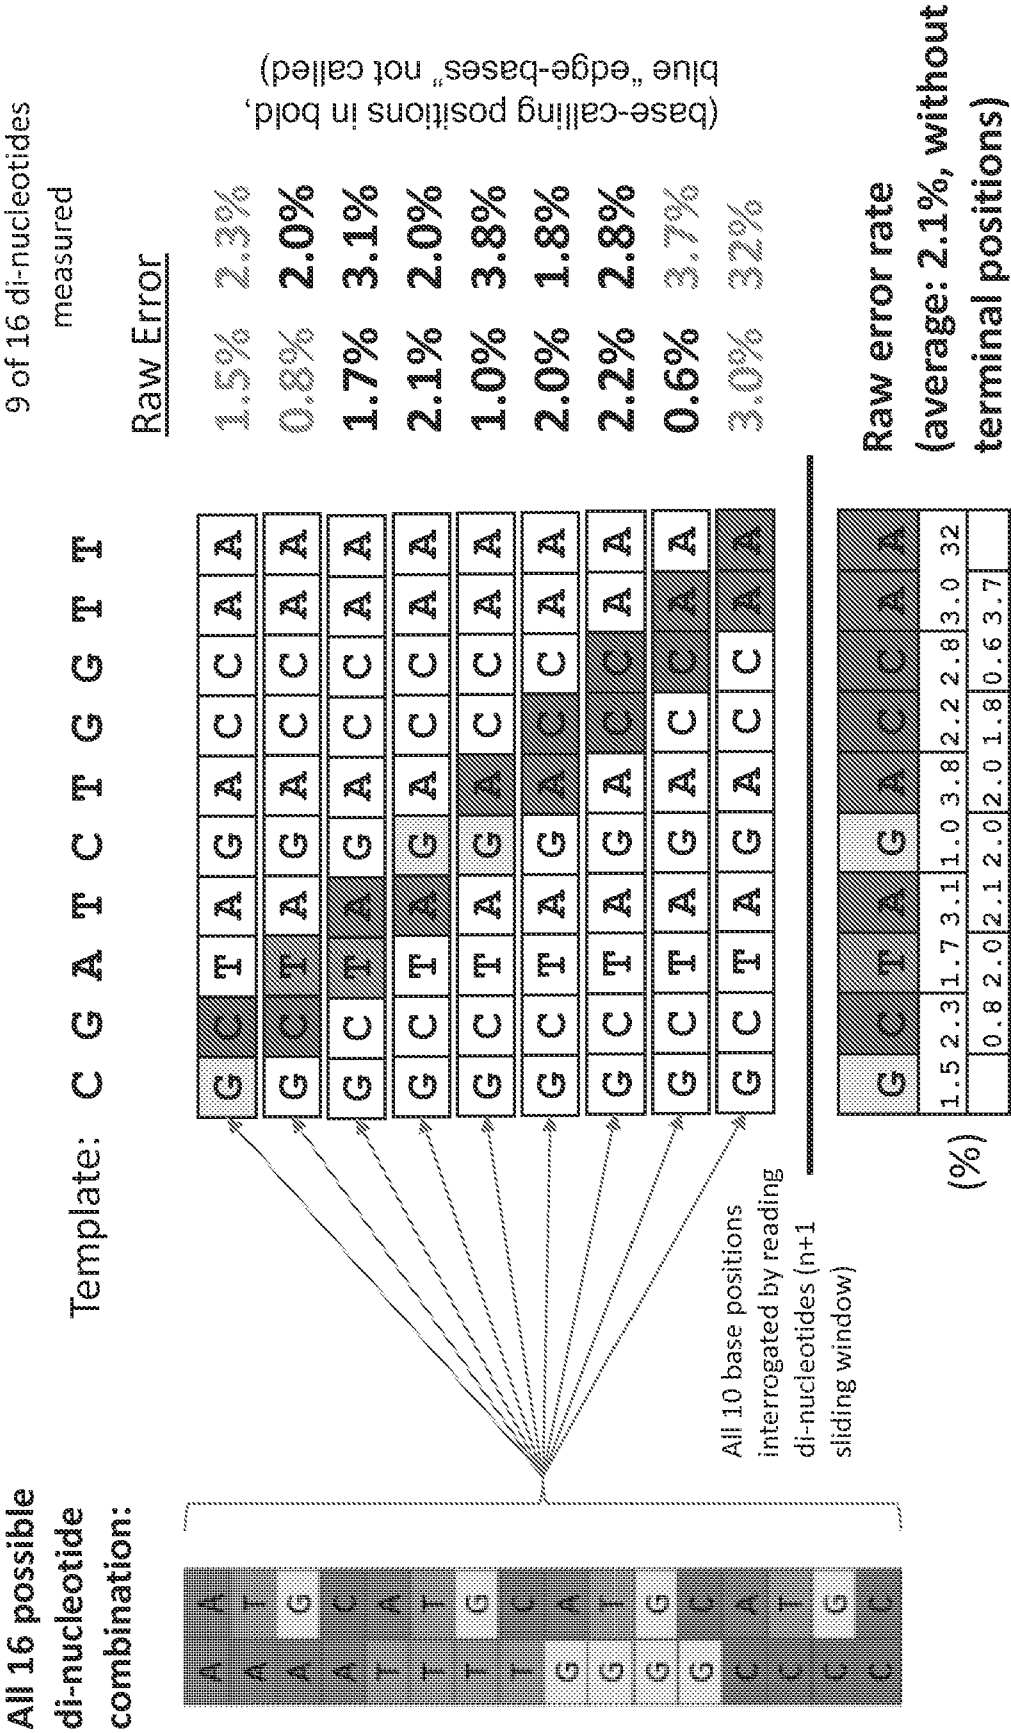 All 16 possible
di-nucleotide
combination:
A A
A T
A G
A C
T A
T T
T G
T C
G A
G T
G G
G C
C A
C T
C G
C C
All 10 base positions
interrogated by reading
di-nucleotides (n+1
sliding window)
Template: C G A T C T G G T T
9 of 16 di-nucleotides
measured
Raw Error
G C T A G A C C A A 1.5% 2.3%
G C T A G A C C A A 0.8% 2.0%
G C T A G A C C A A 1.7% 3.1%
G C T A G A C C A A 2.1% 2.0%
G C T A G A C C A A 1.0% 3.8%
G C T A G A C C A A 2.0% 1.8%
G C T A G A C C A A 2.2% 2.8%
G C T A G A C C A A 0.6% 3.7%
G C T A G A C C A A 3.0% 32%
(base-calling positions in bold,
blue "edge-bases" not called)
G C T A G A C C A A
(%) 1.5 2.3 1.7 3.1 1.0 3.8 2.2 2.8 3.0 32
0.8 2.0 2.1 2.0 2.0 1.8 0.6 3.7
Raw error rate
(average: 2.1%, without
terminal positions)